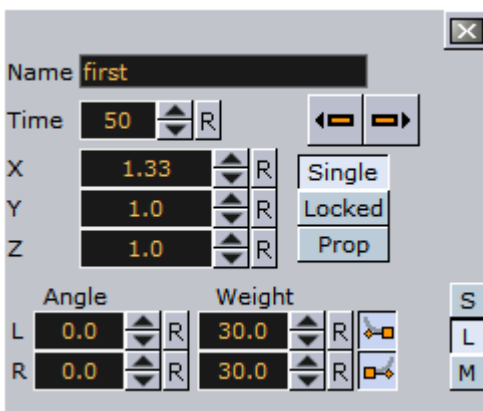 Name first
Time 50 R
X 1.33 R Single
Y 1.0 R Locked
Z 1.0 R Prop
Angle Weight
L 0.0 R 30.0 R
R 0.0 R 30.0 R
S
L
M